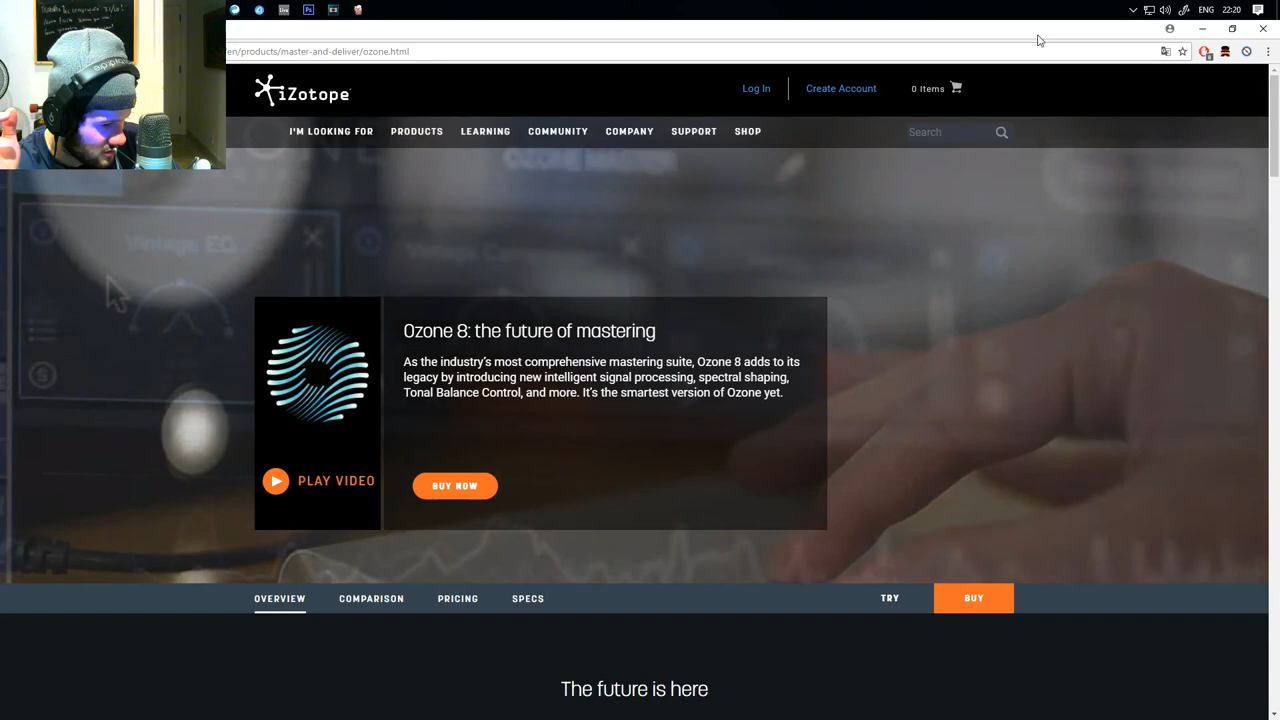 ENG 22:20
en/products/master-and-deliver/ozone.html
iZotope
Log In
Create Account
0 Items
I'M LOOKING FOR PRODUCTS LEARNING COMMUNITY COMPANY SUPPORT SHOP
Search
OZONE MASTER
Vintage EQ
Ozone 8: the future of mastering
As the industry's most comprehensive mastering suite, Ozone 8 adds to its
legacy by introducing new intelligent signal processing, spectral shaping,
Tonal Balance Control, and more. It's the smartest version of Ozone yet.
PLAY VIDEO
BUY NOW
OVERVIEW COMPARISON PRICING SPECS
TRY
BUY
The future is here